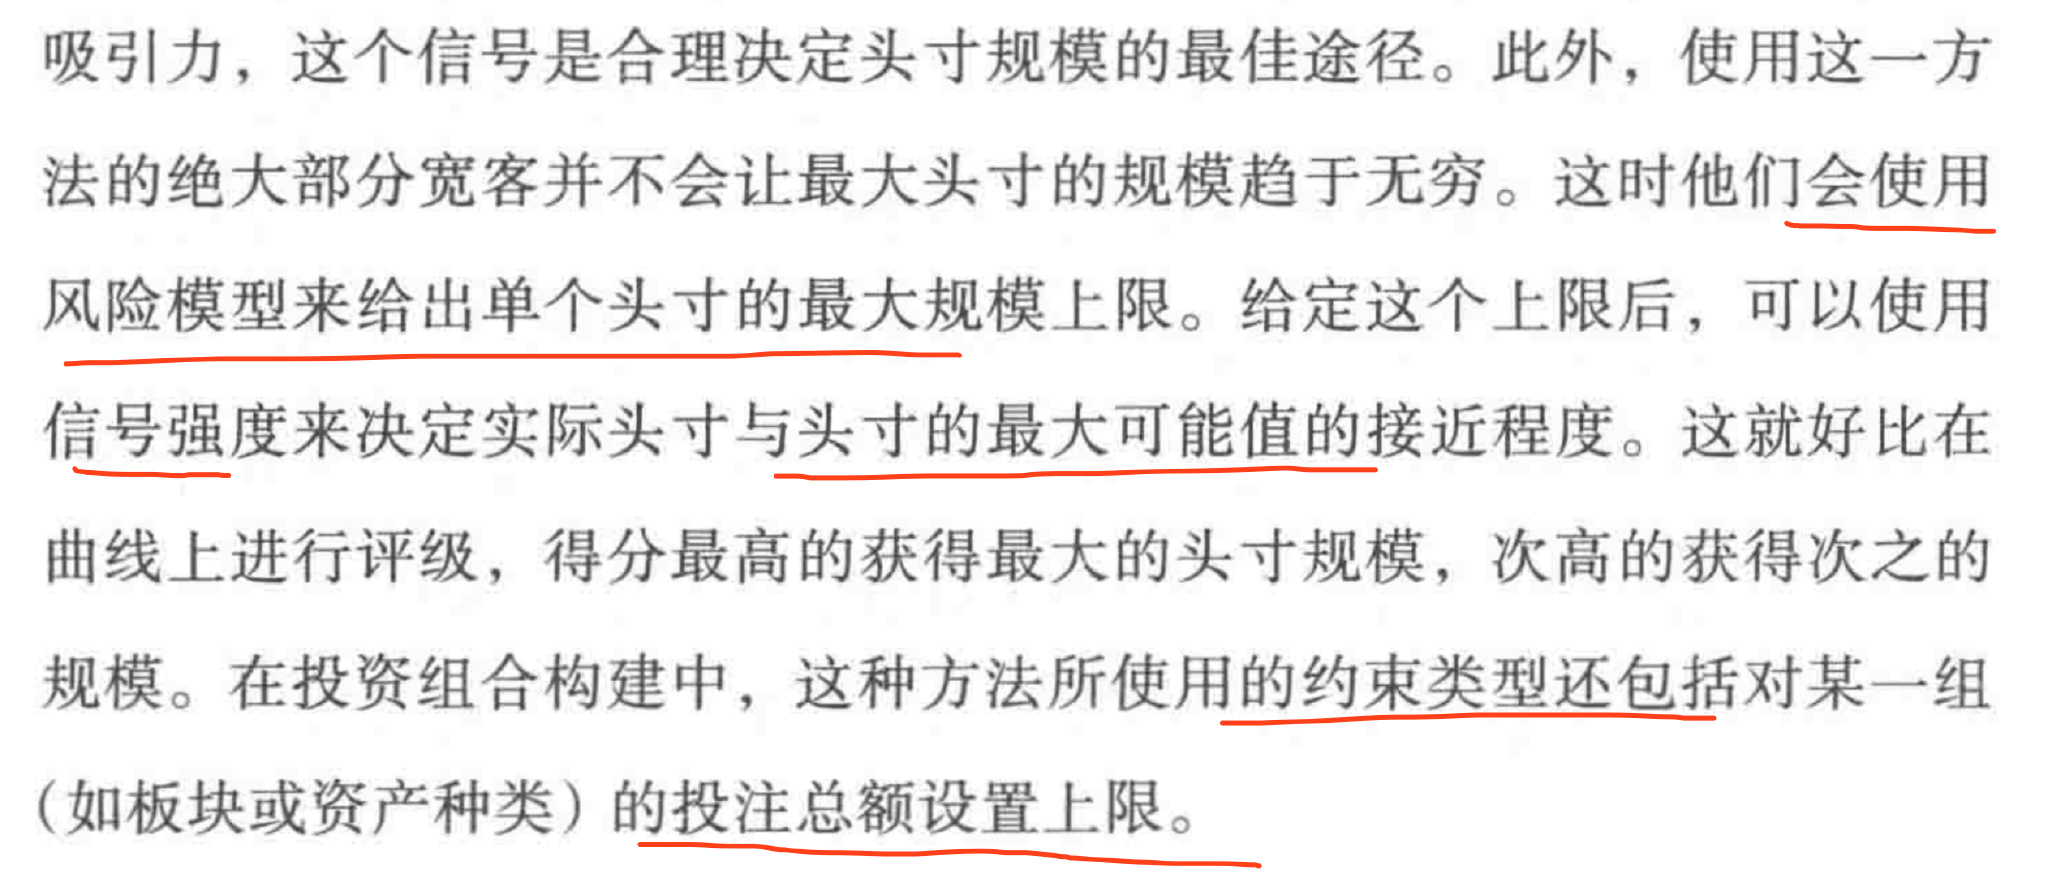 吸引力，这个信号是合理决定头寸规模的最佳途径。此外，使用这一方
法的绝大部分宽客并不会让最大头寸的规模趋于无穷。这时他们会使用
风险模型来给出单个头寸的最大规模上限。给定这个上限后，可以使用
信号强度来决定实际头寸与头寸的最大可能值的接近程度。这就好比在
曲线上进行评级，得分最高的获得最大的头寸规模，次高的获得次之的
规模。在投资组合构建中，这种方法所使用的约束类型还包括对某一组
（如板块或资产种类）的投注总额设置上限。